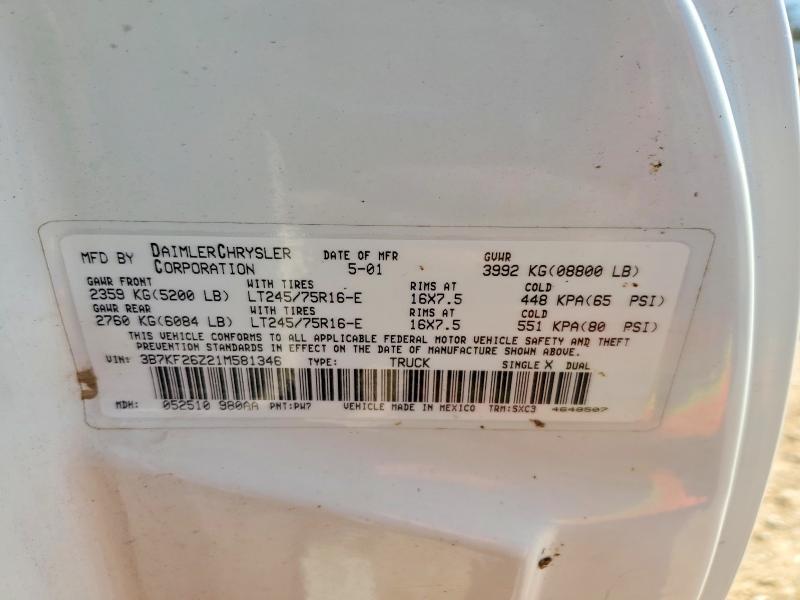 MFD BY DAIMLERCHRYSLER CORPORATION DATE OF MFR 5-01 GVWR 3992 KG(08800 LB)
GAWR FRONT WITH TIRES RIMS AT COLD
2359 KG(5200 LB) LT245/75R16-E 16X7.5 448 KPA(65 PSI)
GAWR REAR WITH TIRES RIMS AT COLD
2760 KG(6084 LB) LT245/75R16-E 16X7.5 551 KPA(80 PSI)
THIS VEHICLE CONFORMS TO ALL APPLICABLE FEDERAL MOTOR VEHICLE SAFETY AND THEFT
PREVENTION STANDARDS IN EFFECT ON THE DATE OF MANUFACTURE SHOWN ABOVE.
VIN: 3B7KF26Z21M581346 TYPE: TRUCK SINGLE X DUAL
MDH: 052510 980AA PNT:PW7 VEHICLE MADE IN MEXICO TRM:SXC3 4648507